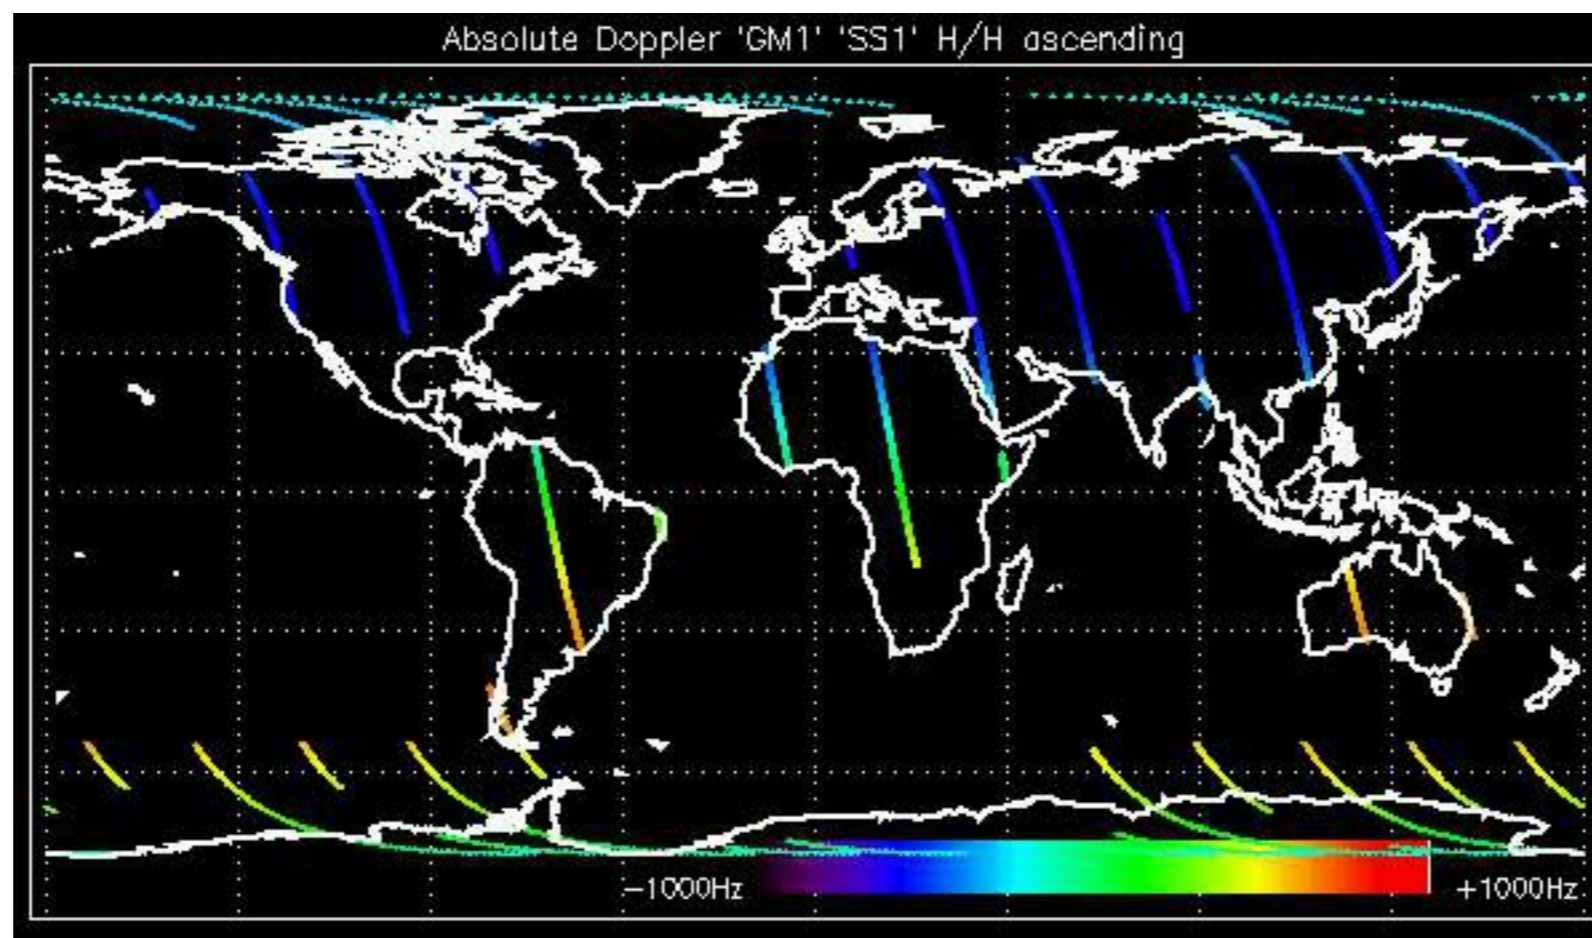 Absolute Doppler 'GM1' 'SS1' H/H ascending
−1000Hz
+1000Hz